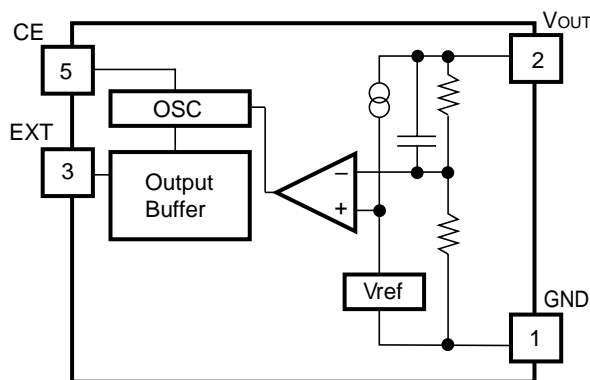 CE
5
EXT
3
OSC
Output
Buffer
−
+
Vref
VOUT
2
GND
1